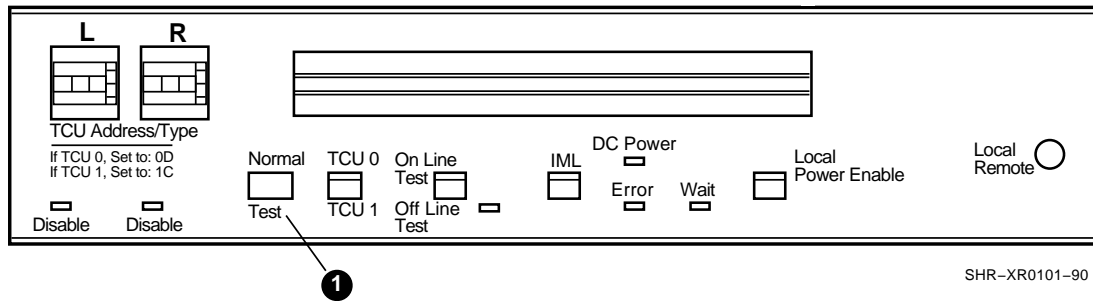 L
R
TCU Address/Type
If TCU 0, Set to: 0D
If TCU 1, Set to: 1C
Disable
Disable
Normal
Test
TCU 0
TCU 1
On Line
Test
Off Line
Test
IML
DC Power
Error
Wait
Local
Power Enable
Local
Remote
1
SHR–XR0101–90